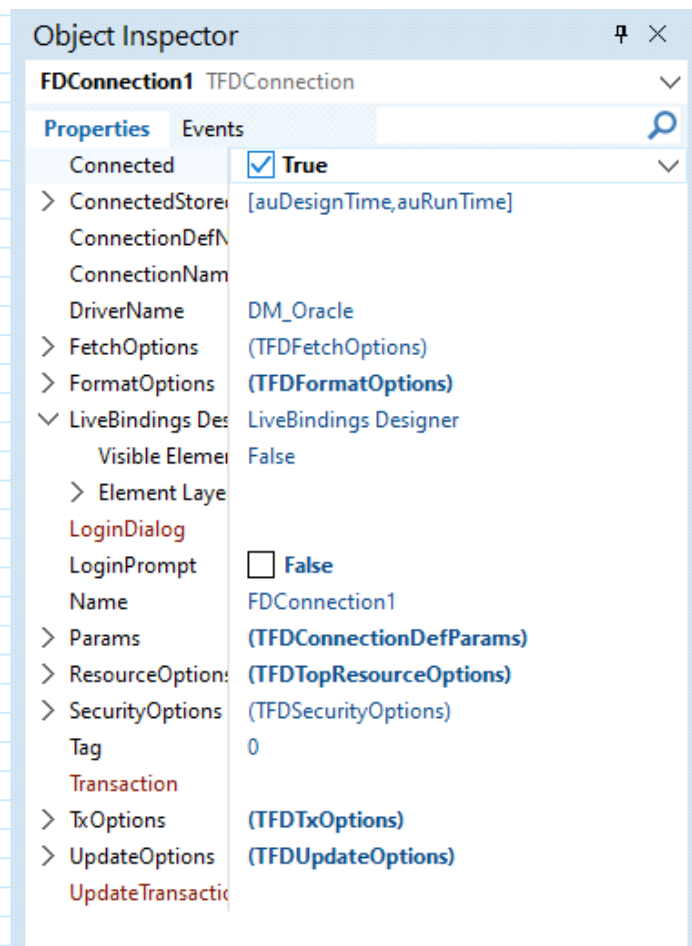 Object Inspector
FDConnection1 TFDConnection
Properties Events
Connected True
ConnectedStore [auDesignTime,auRunTime]
ConnectionDefN
ConnectionNam
DriverName DM_Oracle
FetchOptions (TFDFetchOptions)
FormatOptions (TFDFormatOptions)
LiveBindings Des LiveBindings Designer
Visible Elemen False
Element Laye
LoginDialog
LoginPrompt False
Name FDConnection1
Params (TFDConnectionDefParams)
ResourceOptions (TFDTopResourceOptions)
SecurityOptions (TFDSecurityOptions)
Tag 0
Transaction
TxOptions (TFDTxOptions)
UpdateOptions (TFDUpdateOptions)
UpdateTransactio